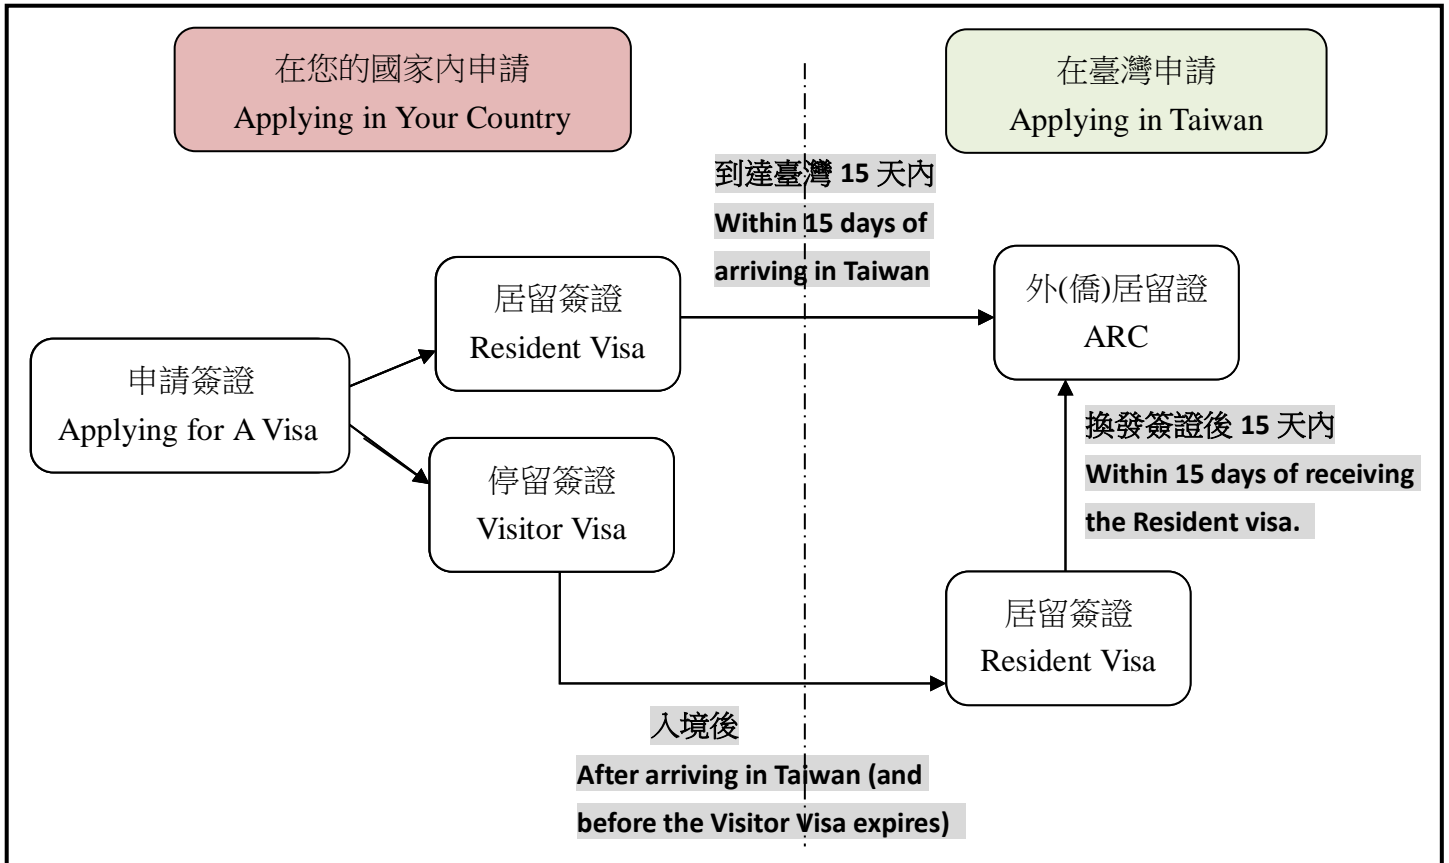 在您的國家內申請
Applying in Your Country
在臺灣申請
Applying in Taiwan
到達臺灣 15 天內
Within 15 days of
arriving in Taiwan
居留簽證
Resident Visa
外(僑)居留證
ARC
申請簽證
Applying for A Visa
停留簽證
Visitor Visa
換發簽證後 15 天內
Within 15 days of receiving
the Resident visa.
居留簽證
Resident Visa
入境後
After arriving in Taiwan (and
before the Visitor Visa expires)